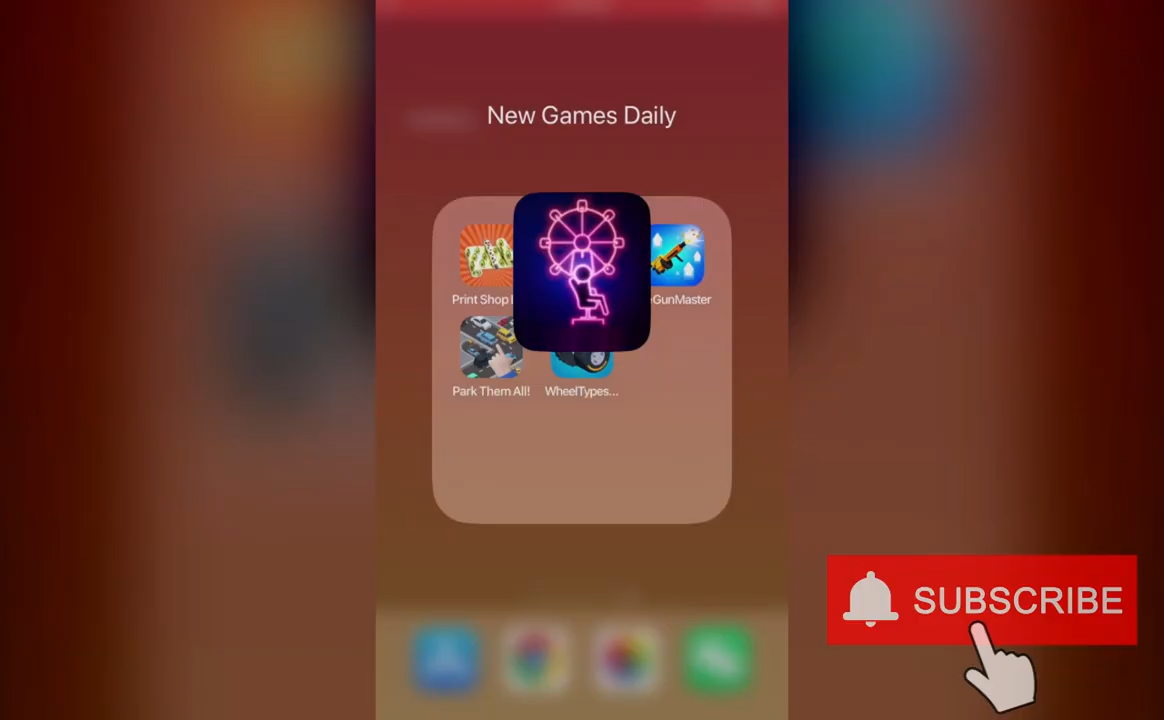 New Games Daily
Print Shop
GunMaster
Park Them All!
WheelTypes...
SUBSCRIBE